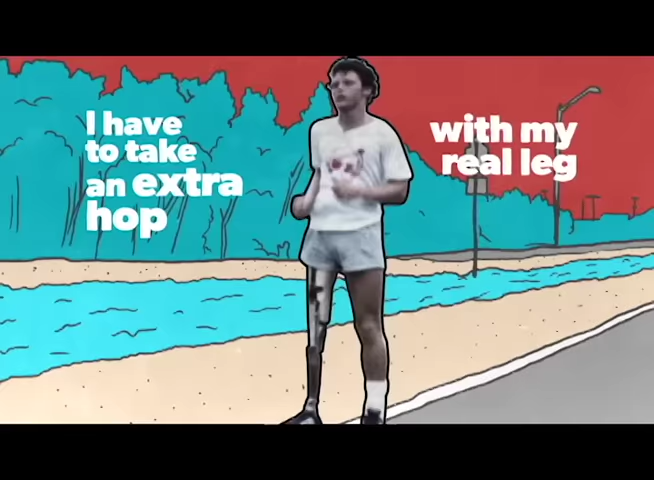 I have
to take
an extra
hop
with my
real leg